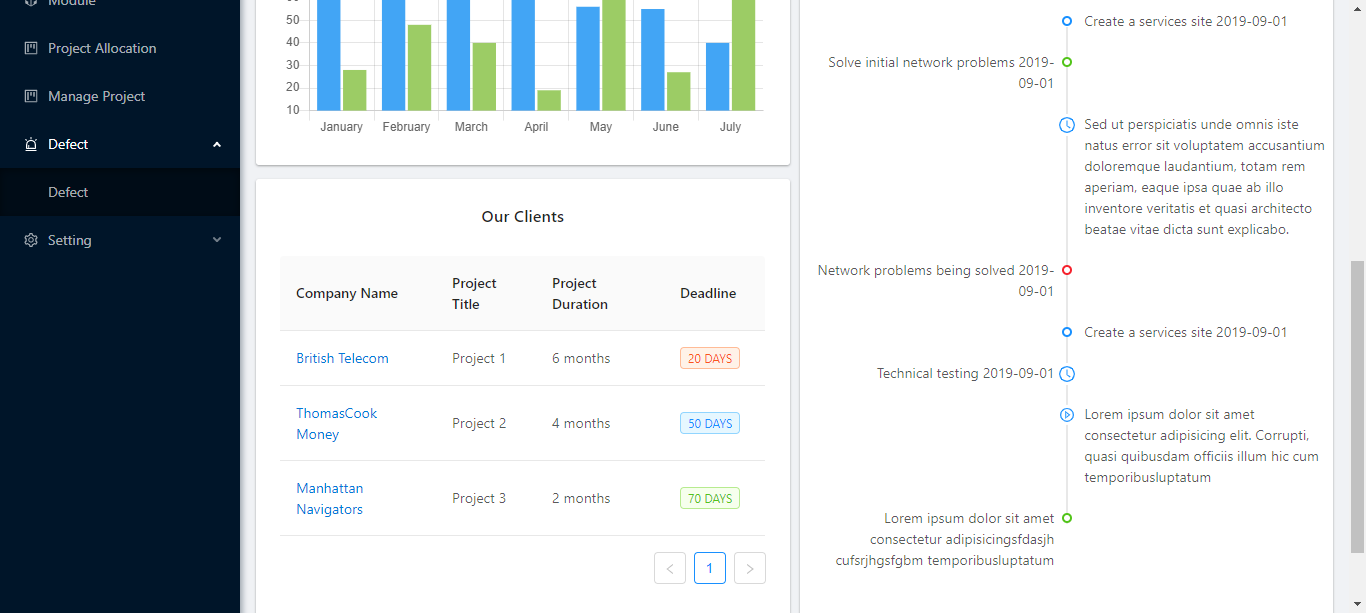 Module
Project Allocation
Manage Project
Defect
Defect
Setting
50
40
30
20
10
January February March April May June July
Our Clients
Company Name Project Title Project Duration Deadline
British Telecom Project 1 6 months 20 DAYS
ThomasCook Money Project 2 4 months 50 DAYS
Manhattan Navigators Project 3 2 months 70 DAYS
< 1 >
Create a services site 2019-09-01
Solve initial network problems 2019-
09-01
Sed ut perspiciatis unde omnis iste
natus error sit voluptatem accusantium
doloremque laudantium, totam rem
aperiam, eaque ipsa quae ab illo
inventore veritatis et quasi architecto
beatae vitae dicta sunt explicabo.
Network problems being solved 2019-
09-01
Create a services site 2019-09-01
Technical testing 2019-09-01
Lorem ipsum dolor sit amet
consectetur adipisicing elit. Corrupti,
quasi quibusdam officiis illum hic cum
temporibusluptatum
Lorem ipsum dolor sit amet
consectetur adipisicingsfdasjh
cufsrjhgsfgbm temporibusluptatum